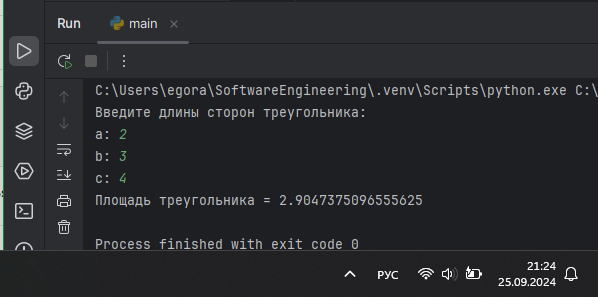 Run
main
C:\Users\egora\SoftwareEngineering\.venv\Scripts\python.exe C:\
Введите длины сторон треугольника:
a: 2
b: 3
c: 4
Площадь треугольника = 2.9047375096555625
Process finished with exit code 0
РУС
21:24
25.09.2024